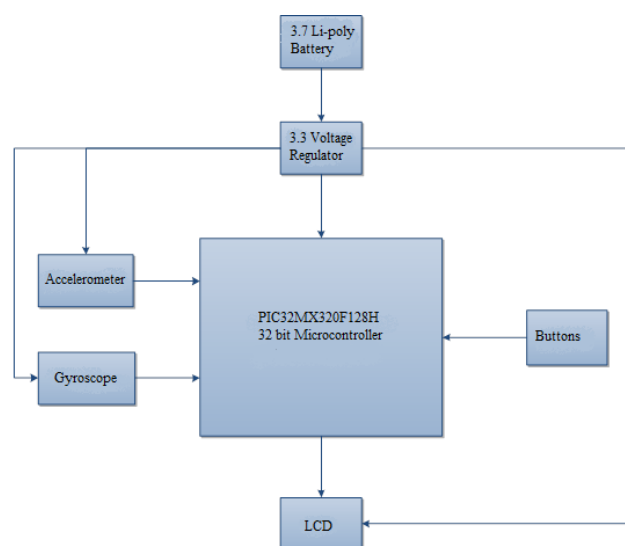 3.7 Li-poly
Battery
3.3 Voltage
Regulator
Accelerometer
PIC32MX320F128H
32 bit Microcontroller
Buttons
Gyroscope
LCD